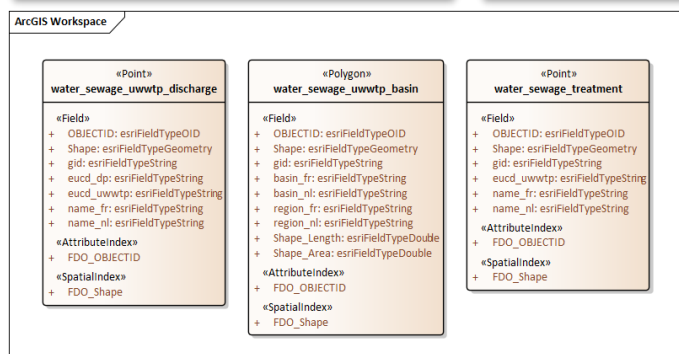 ArcGIS Workspace
«Point»
water_sewage_uwwtp_discharge
«Field»
+ OBJECTID: esriFieldTypeOID
+ Shape: esriFieldTypeGeometry
+ gid: esriFieldTypeString
+ eucd_dp: esriFieldTypeString
+ eucd_uwwtp: esriFieldTypeString
+ name_fr: esriFieldTypeString
+ name_nl: esriFieldTypeString
«AttributeIndex»
+ FDO_OBJECTID
«SpatialIndex»
+ FDO_Shape
«Polygon»
water_sewage_uwwtp_basin
«Field»
+ OBJECTID: esriFieldTypeOID
+ Shape: esriFieldTypeGeometry
+ gid: esriFieldTypeString
+ basin_fr: esriFieldTypeString
+ basin_nl: esriFieldTypeString
+ region_fr: esriFieldTypeString
+ region_nl: esriFieldTypeString
+ Shape_Length: esriFieldTypeDouble
+ Shape_Area: esriFieldTypeDouble
«AttributeIndex»
+ FDO_OBJECTID
«SpatialIndex»
+ FDO_Shape
«Point»
water_sewage_treatment
«Field»
+ OBJECTID: esriFieldTypeOID
+ Shape: esriFieldTypeGeometry
+ gid: esriFieldTypeString
+ eucd_uwwtp: esriFieldTypeString
+ name_fr: esriFieldTypeString
+ name_nl: esriFieldTypeString
«AttributeIndex»
+ FDO_OBJECTID
«SpatialIndex»
+ FDO_Shape